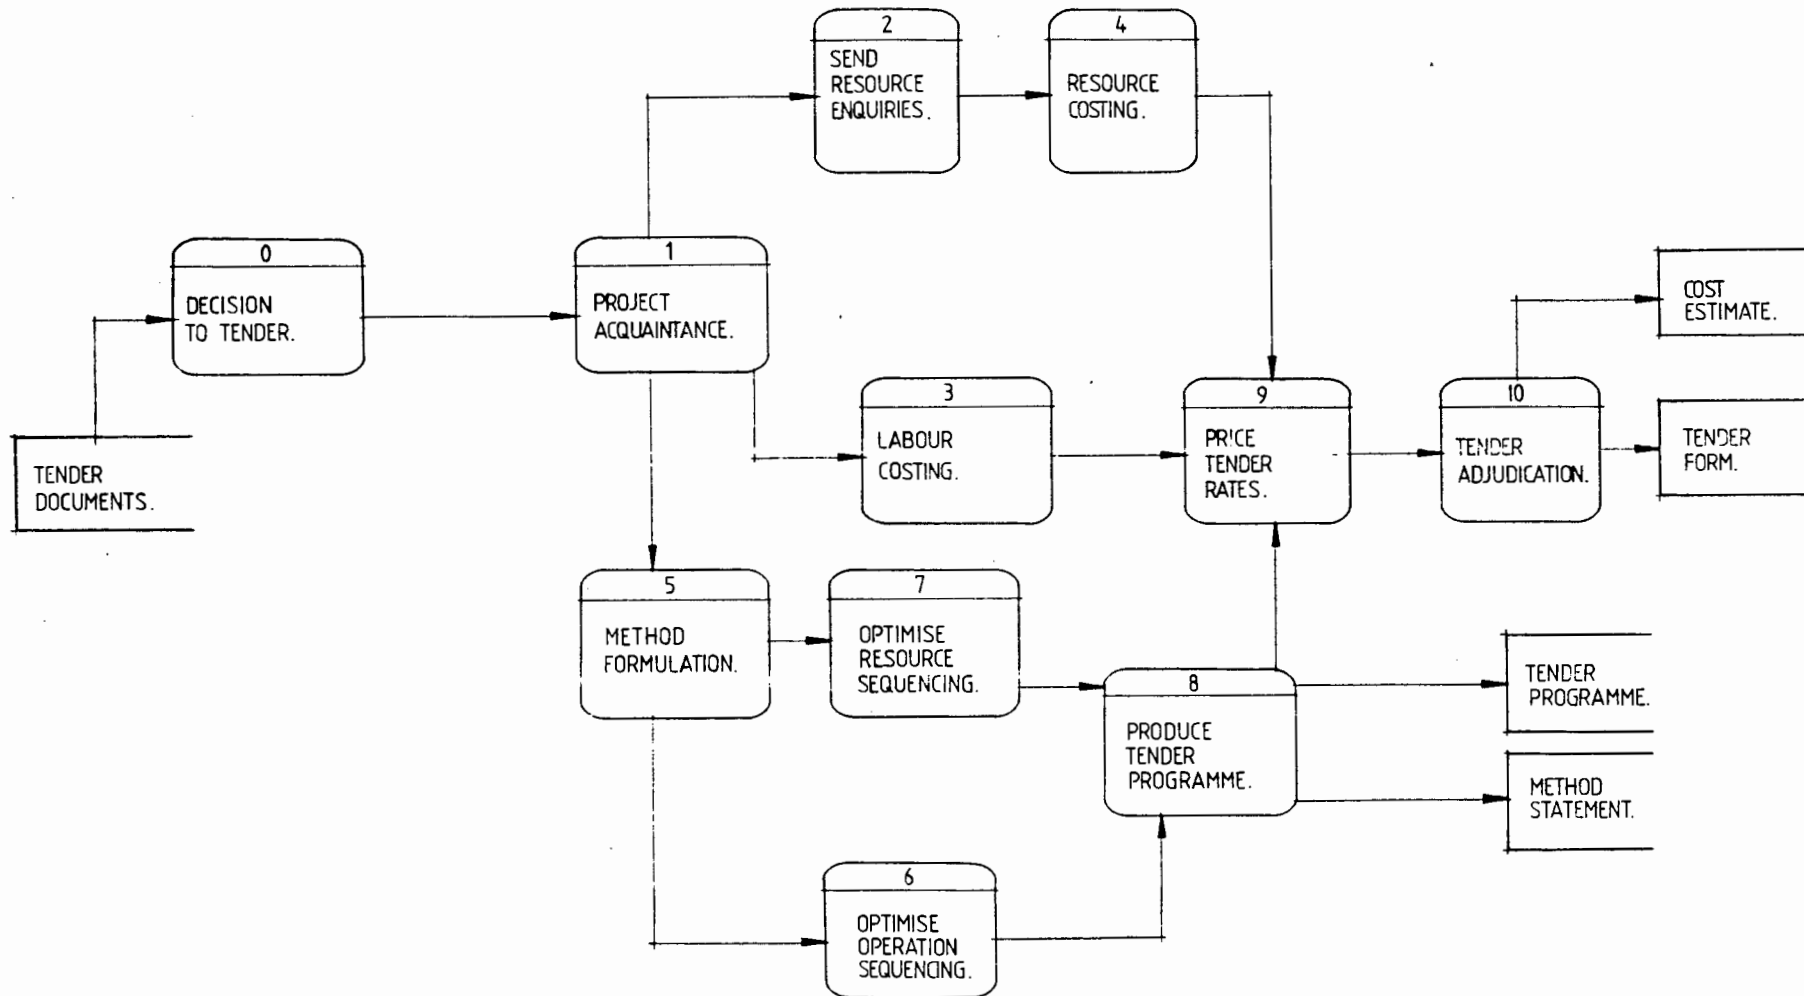 2
SEND
RESOURCE
ENQUIRIES.
4
RESOURCE
COSTING.
0
DECISION
TO TENDER.
1
PROJECT
ACQUAINTANCE.
COST
ESTIMATE.
TENDER
DOCUMENTS.
3
LABOUR
COSTING.
9
PRICE
TENDER
RATES.
10
TENDER
ADJUDICATION.
TENDER
FORM.
5
METHOD
FORMULATION.
7
OPTIMISE
RESOURCE
SEQUENCING.
8
PRODUCE
TENDER
PROGRAMME.
TENDER
PROGRAMME.
METHOD
STATEMENT.
6
OPTIMISE
OPERATION
SEQUENCING.